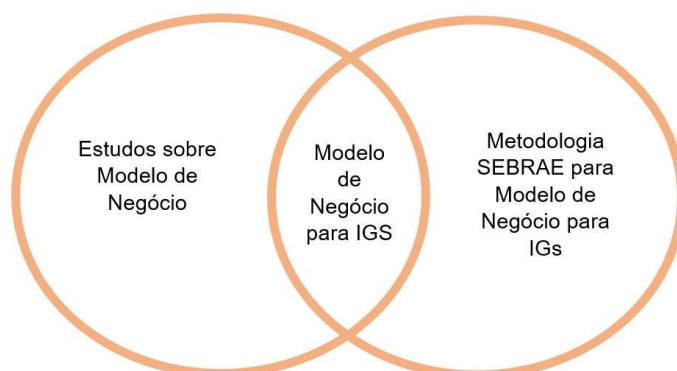 Estudos sobre
Modelo de
Negócio
Modelo
de
Negócio
para IGS
Metodologia
SEBRAE para
Modelo de
Negócio para
IGs